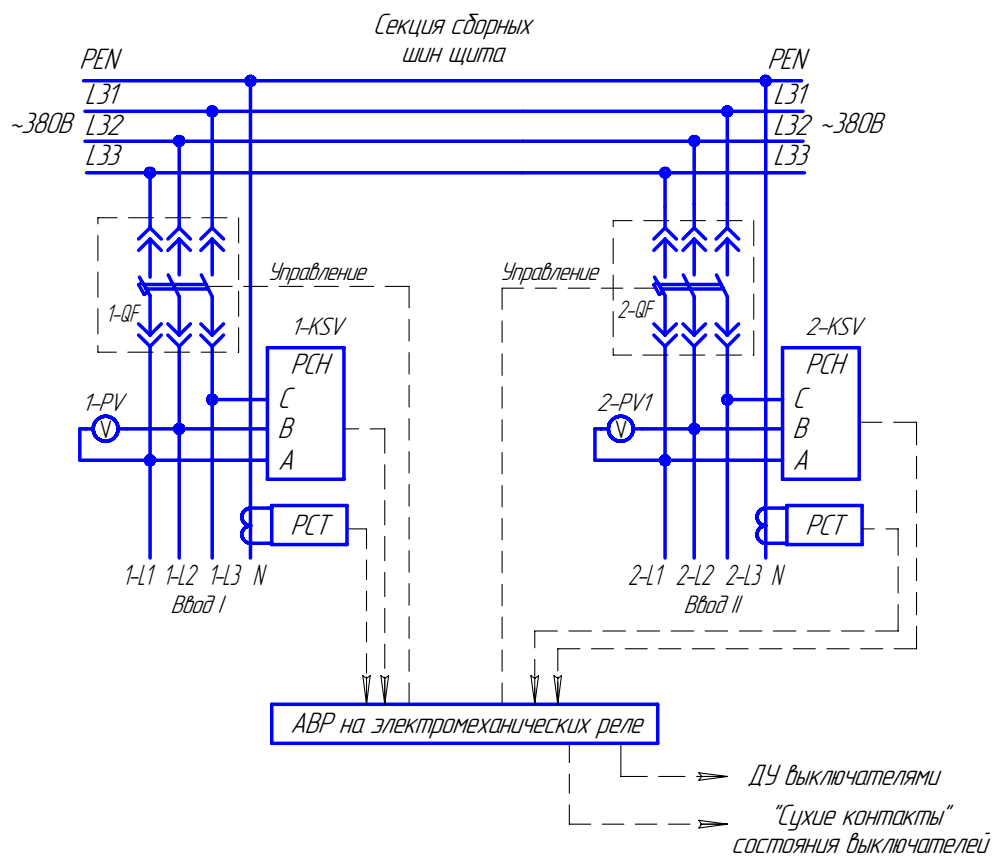 Секция сборных
шин щита
PEN
PEN
L31
L31
~380В
L32
L32
~380В
L33
L33
Управление
Управление
1-QF
2-QF
1-KSV
2-KSV
РСН
РСН
1-PV
C
2-PV1
C
V
B
V
B
A
A
РСТ
РСТ
1-L1
1-L2
1-L3
N
2-L1
2-L2
2-L3
N
Ввод I
Ввод II
АВР на электромеханических реле
ДУ выключателями
"Сухие контакты"
состояния выключателей